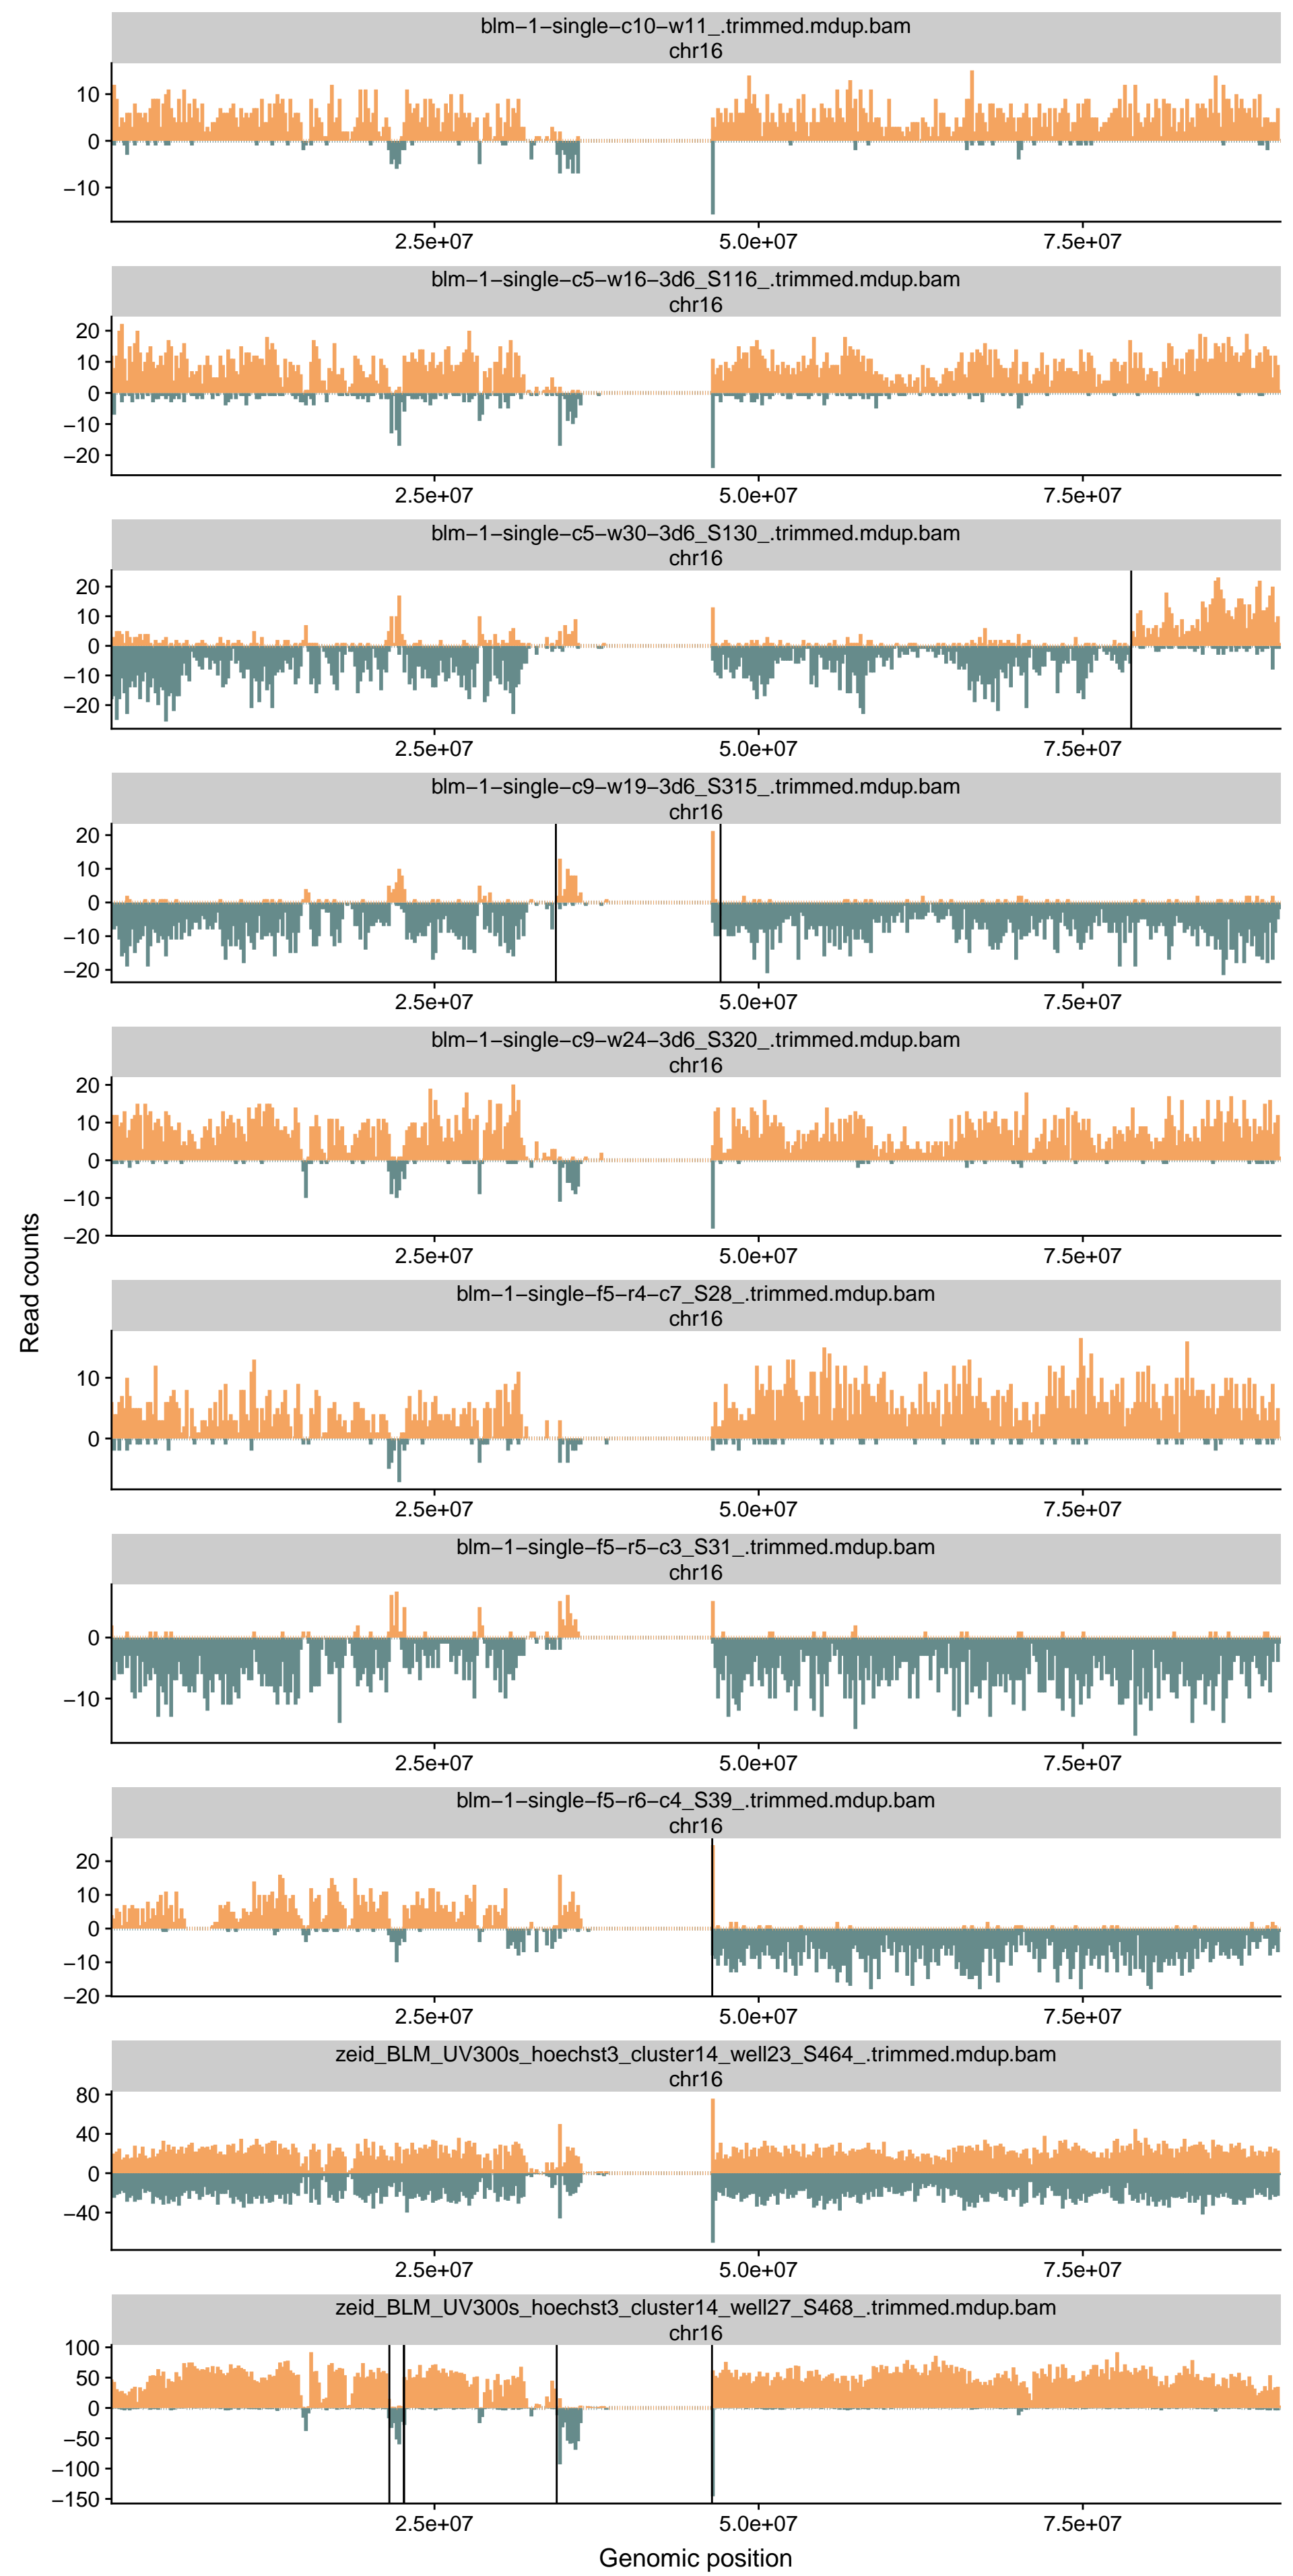 blm−1−single−c10−w11_.trimmed.mdup.bam
chr16
10
0
−10
2.5e+07 5.0e+07 7.5e+07
blm−1−single−c5−w16−3d6_S116_.trimmed.mdup.bam
chr16
20
10
0
−10
−20
2.5e+07 5.0e+07 7.5e+07
blm−1−single−c5−w30−3d6_S130_.trimmed.mdup.bam
chr16
20
10
0
−10
−20
2.5e+07 5.0e+07 7.5e+07
blm−1−single−c9−w19−3d6_S315_.trimmed.mdup.bam
chr16
20
10
0
−10
−20
2.5e+07 5.0e+07 7.5e+07
blm−1−single−c9−w24−3d6_S320_.trimmed.mdup.bam
chr16
20
10
0
−10
−20
2.5e+07 5.0e+07 7.5e+07
Read counts
blm−1−single−f5−r4−c7_S28_.trimmed.mdup.bam
chr16
10
0
2.5e+07 5.0e+07 7.5e+07
blm−1−single−f5−r5−c3_S31_.trimmed.mdup.bam
chr16
0
−10
2.5e+07 5.0e+07 7.5e+07
blm−1−single−f5−r6−c4_S39_.trimmed.mdup.bam
chr16
20
10
0
−10
−20
2.5e+07 5.0e+07 7.5e+07
zeid_BLM_UV300s_hoechst3_cluster14_well23_S464_.trimmed.mdup.bam
chr16
80
40
0
−40
2.5e+07 5.0e+07 7.5e+07
zeid_BLM_UV300s_hoechst3_cluster14_well27_S468_.trimmed.mdup.bam
chr16
100
50
0
−50
−100
−150
2.5e+07 5.0e+07 7.5e+07
Genomic position